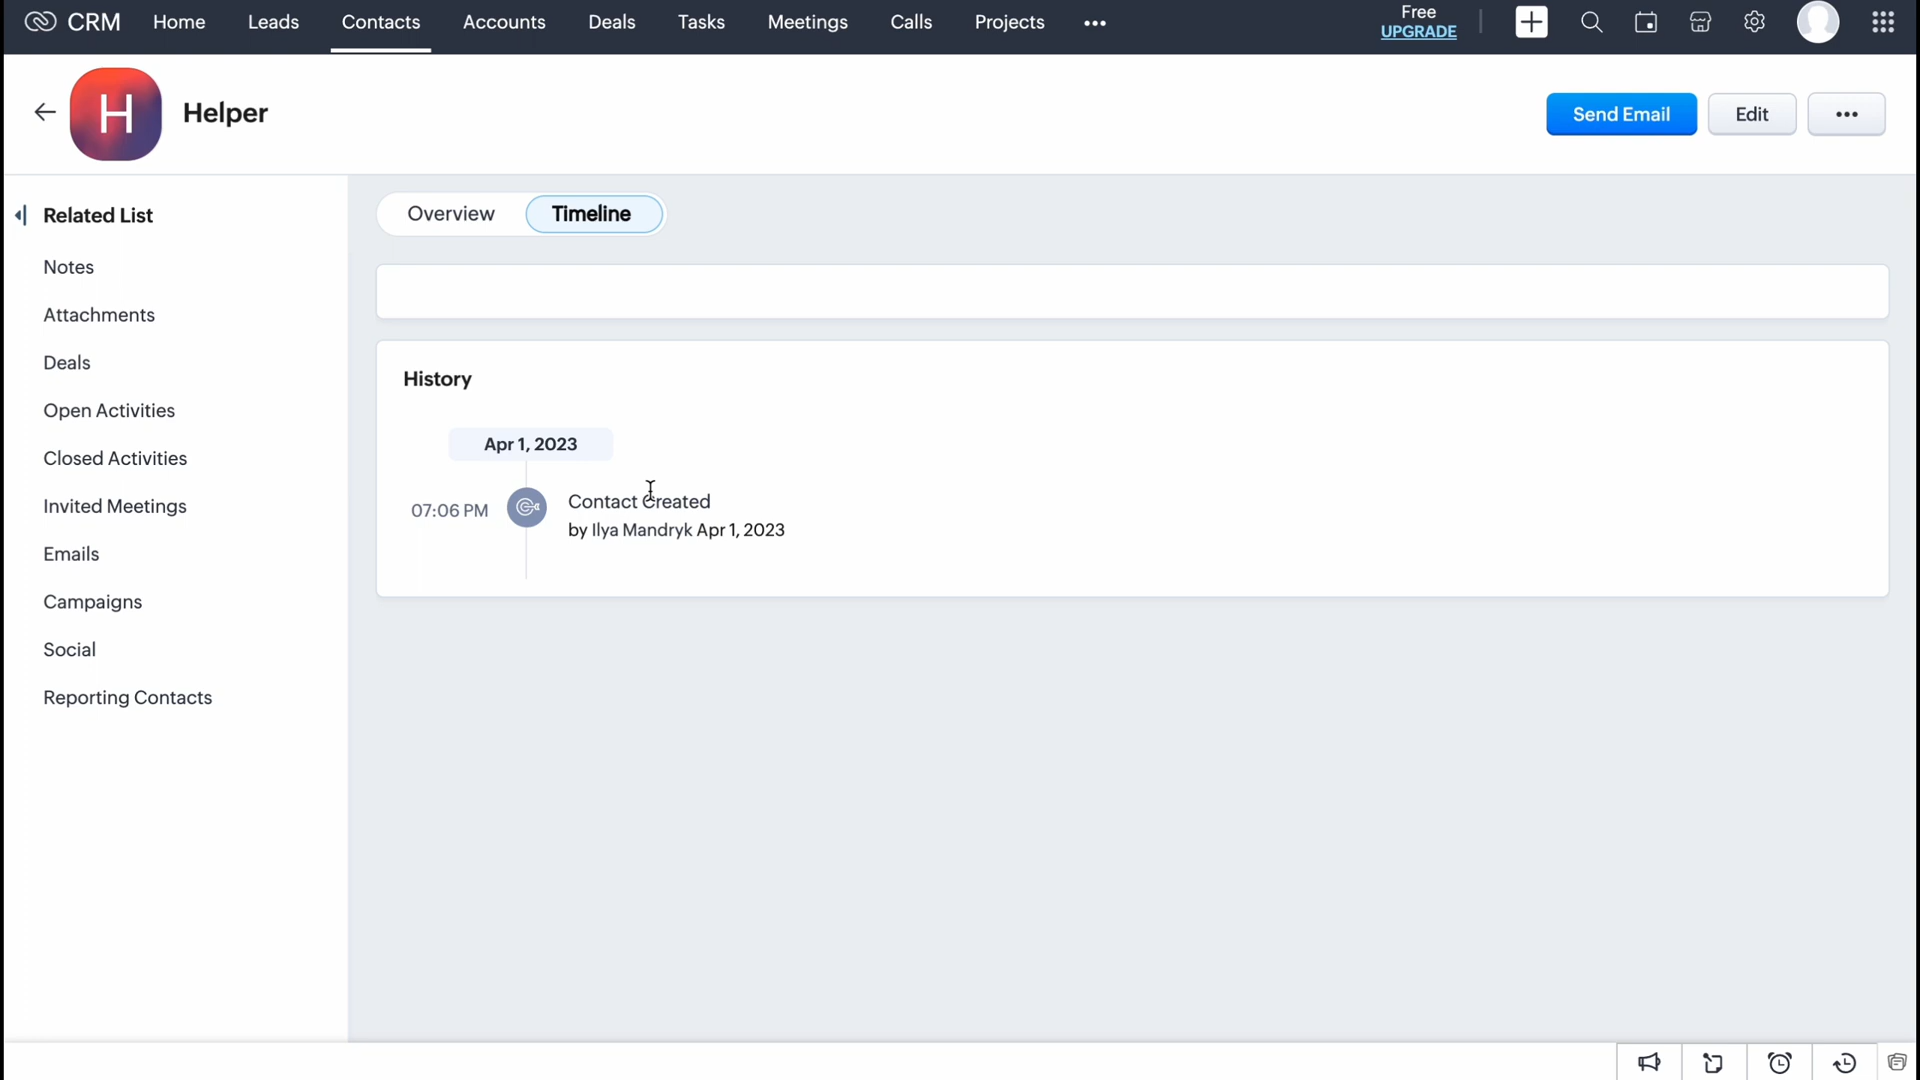 CRM Home Leads Contacts Accounts Deals Tasks Meetings Calls Projects ••• Free
UPGRADE
H Helper Send Email Edit •••
Related List
Notes
Attachments
Deals
Open Activities
Closed Activities
Invited Meetings
Emails
Campaigns
Social
Reporting Contacts
Overview Timeline
History
Apr 1, 2023
07:06 PM
Contact Created
by Ilya Mandryk Apr 1, 2023